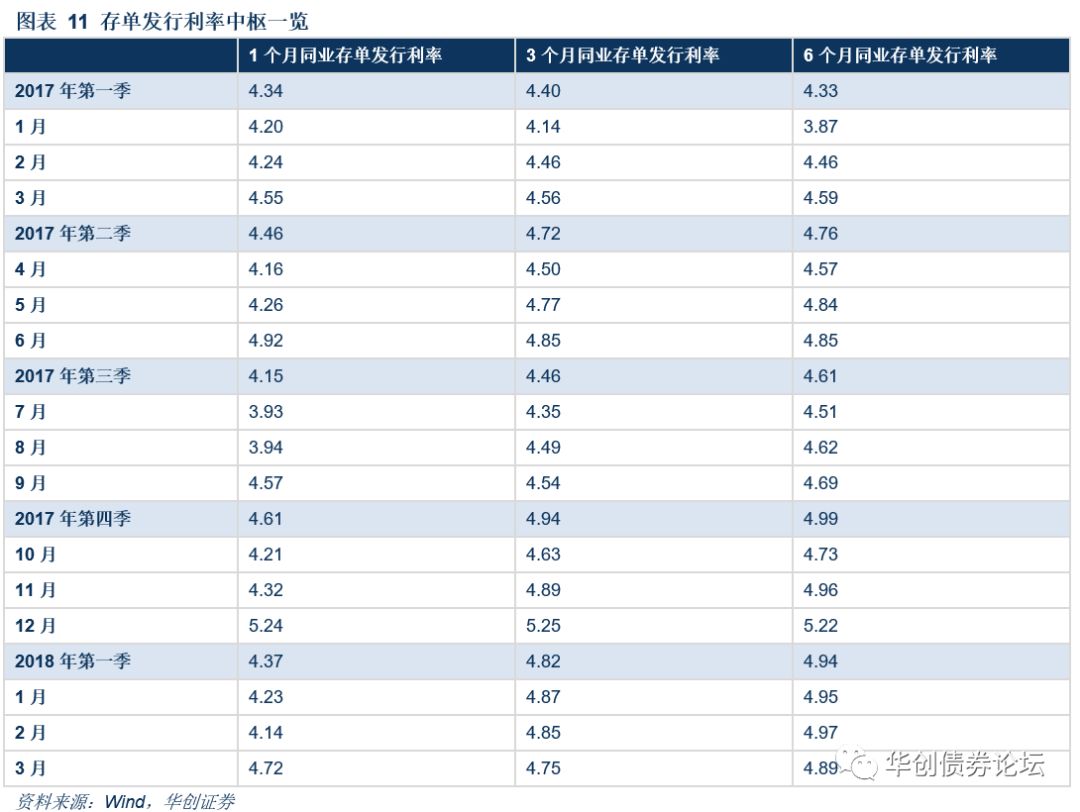 图表 11 存单发行利率中枢一览
1 个月同业存单发行利率 3 个月同业存单发行利率 6 个月同业存单发行利率
2017 年第一季 4.34 4.40 4.33
1 月 4.20 4.14 3.87
2 月 4.24 4.46 4.46
3 月 4.55 4.56 4.59
2017 年第二季 4.46 4.72 4.76
4 月 4.16 4.50 4.57
5 月 4.26 4.77 4.84
6 月 4.92 4.85 4.85
2017 年第三季 4.15 4.46 4.61
7 月 3.93 4.35 4.51
8 月 3.94 4.49 4.62
9 月 4.57 4.54 4.69
2017 年第四季 4.61 4.94 4.99
10 月 4.21 4.63 4.73
11 月 4.32 4.89 4.96
12 月 5.24 5.25 5.22
2018 年第一季 4.37 4.82 4.94
1 月 4.23 4.87 4.95
2 月 4.14 4.85 4.97
3 月 4.72 4.75 4.89
华创债券论坛
资料来源：Wind，华创证券